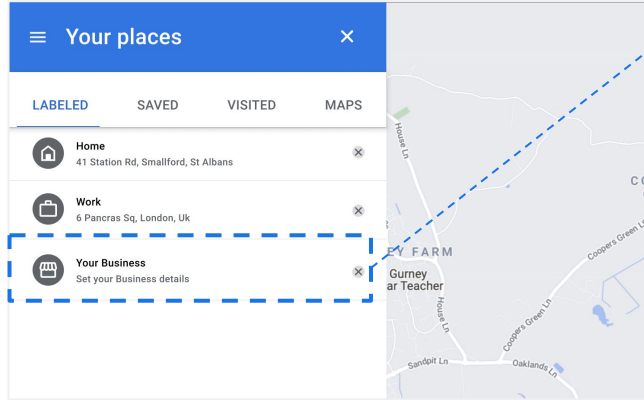 Your places
LABELED SAVED VISITED MAPS
Home
41 Station Rd, Smallford, St Albans
Work
6 Pancras Sq, London, Uk
Your Business
Set your Business details
House Ln
EY FARM
Gurney
ar Teacher
House Ln
Sandpit Ln
Coopers Green Ln
Oaklands Ln
Coopers Green Ln
CO